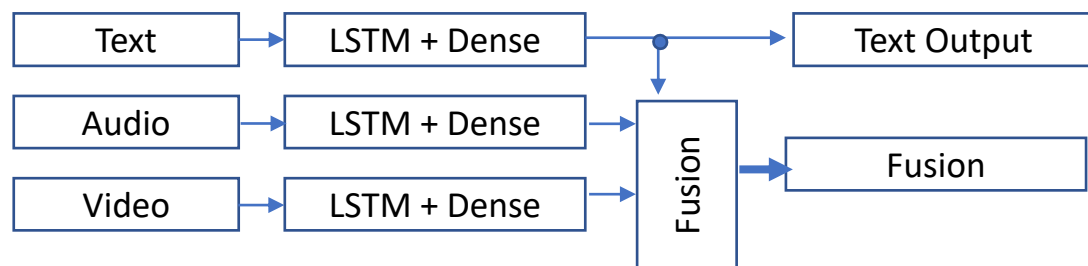 Text
LSTM + Dense
Text Output
Audio
LSTM + Dense
Video
LSTM + Dense
Fusion
Fusion